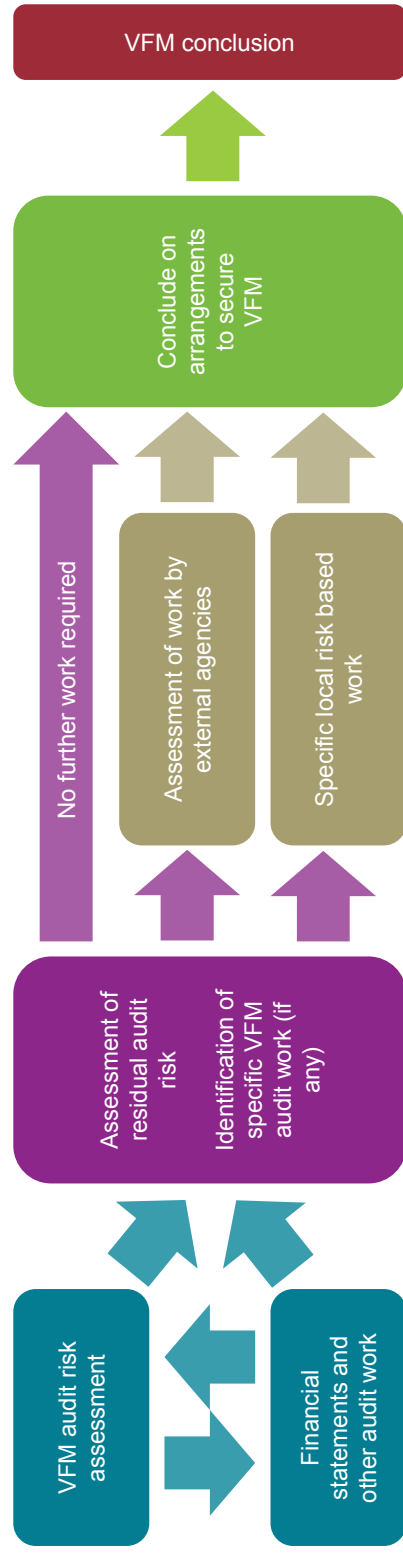 VFM audit risk
assessment
Financial
statements and
other audit work
Assessment of
residual audit
risk
Identification of
specific VFM
audit work (if
any)
No further work required
Assessment of work by
external agencies
Specific local risk based
work
Conclude on
arrangements
to secure
VFM
VFM conclusion